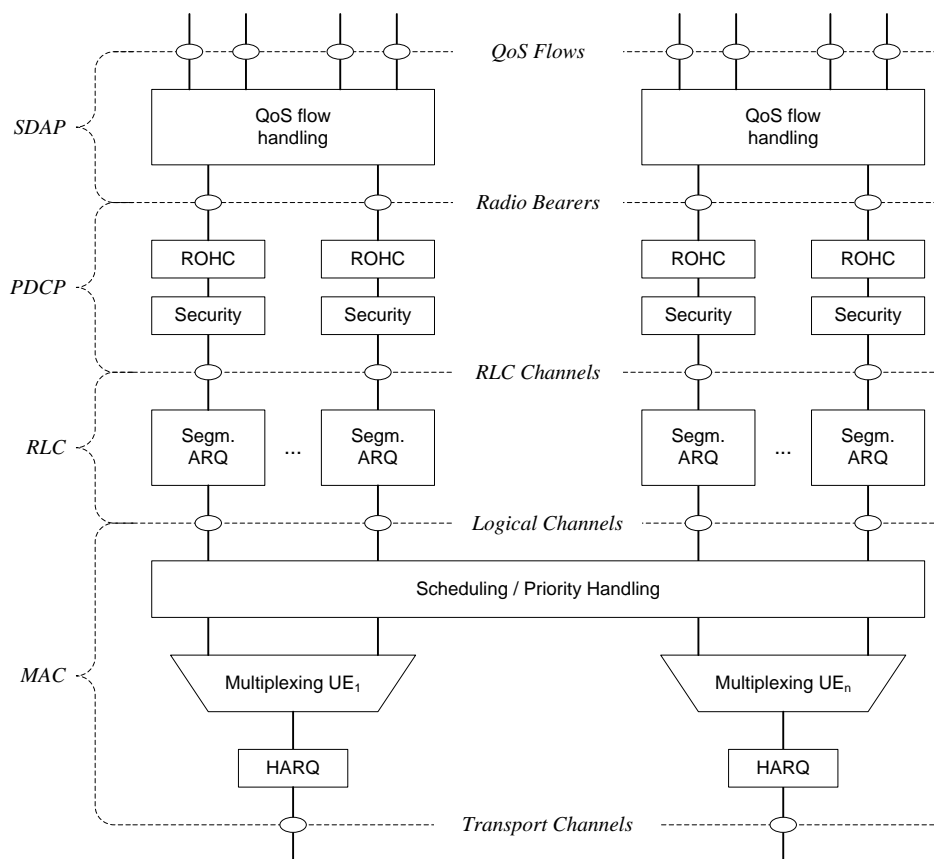 QoS Flows
SDAP
QoS flow
handling
QoS flow
handling
Radio Bearers
ROHC
ROHC
ROHC
ROHC
PDCP
Security
Security
Security
Security
RLC Channels
RLC
Segm.
ARQ
...
Segm.
ARQ
Segm.
ARQ
...
Segm.
ARQ
Logical Channels
Scheduling / Priority Handling
MAC
Multiplexing UE1
Multiplexing UEn
HARQ
HARQ
Transport Channels